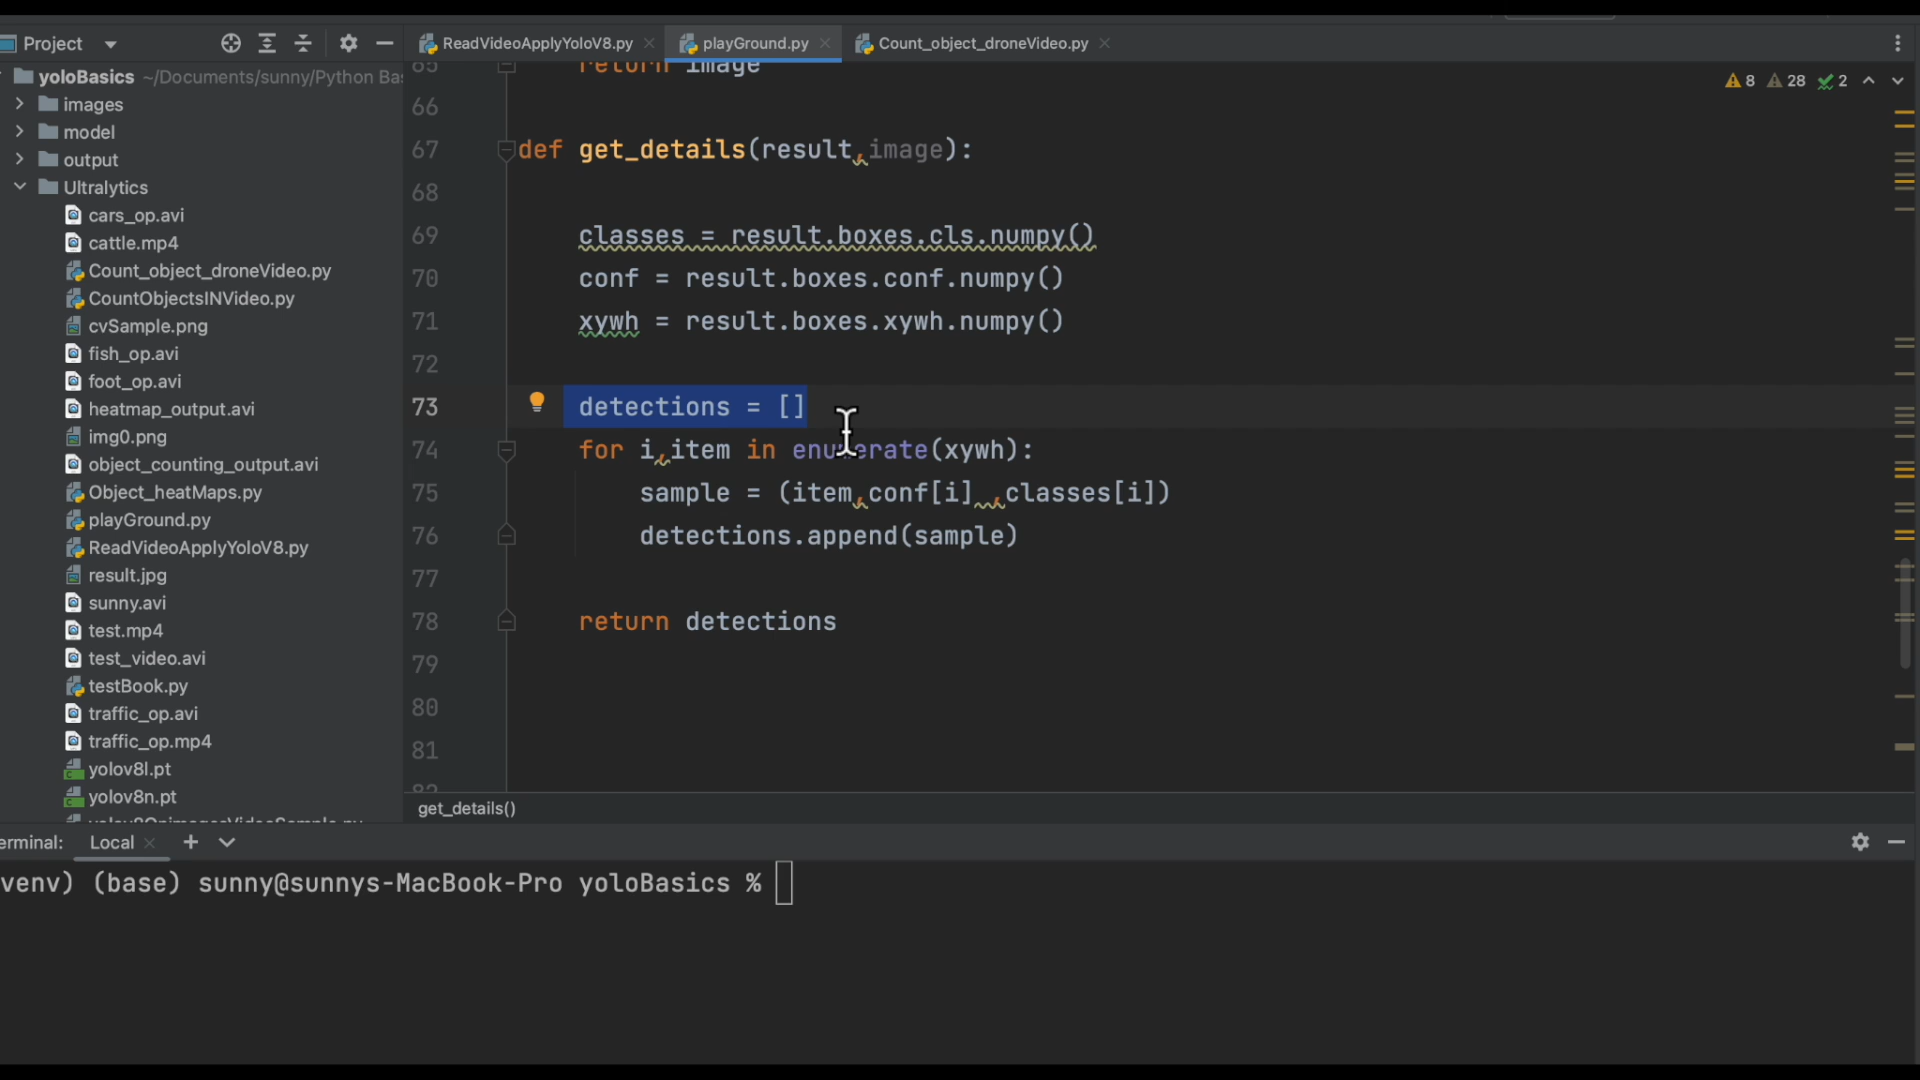 Project
ReadVideoApplyYoloV8.py
playGround.py
Count_object_droneVideo.py
yoloBasics ~/Documents/sunny/Python Ba
images
model
output
Ultralytics
cars_op.avi
cattle.mp4
Count_object_droneVideo.py
CountObjectsINVideo.py
cvSample.png
fish_op.avi
foot_op.avi
heatmap_output.avi
img0.png
object_counting_output.avi
Object_heatMaps.py
playGround.py
ReadVideoApplyYoloV8.py
result.jpg
sunny.avi
test.mp4
test_video.avi
testBook.py
traffic_op.avi
traffic_op.mp4
yolov8l.pt
yolov8n.pt
8 28 2
65 return image
66
67 def get_details(result,image):
68
69 classes = result.boxes.cls.numpy()
70 conf = result.boxes.conf.numpy()
71 xywh = result.boxes.xywh.numpy()
72
73 detections = []
74 for i,item in enumerate(xywh):
75 sample = (item,conf[i] ,classes[i])
76 detections.append(sample)
77
78 return detections
79
80
81
82
get_details()
erminal: Local
venv) (base) sunny@sunnys-MacBook-Pro yoloBasics %